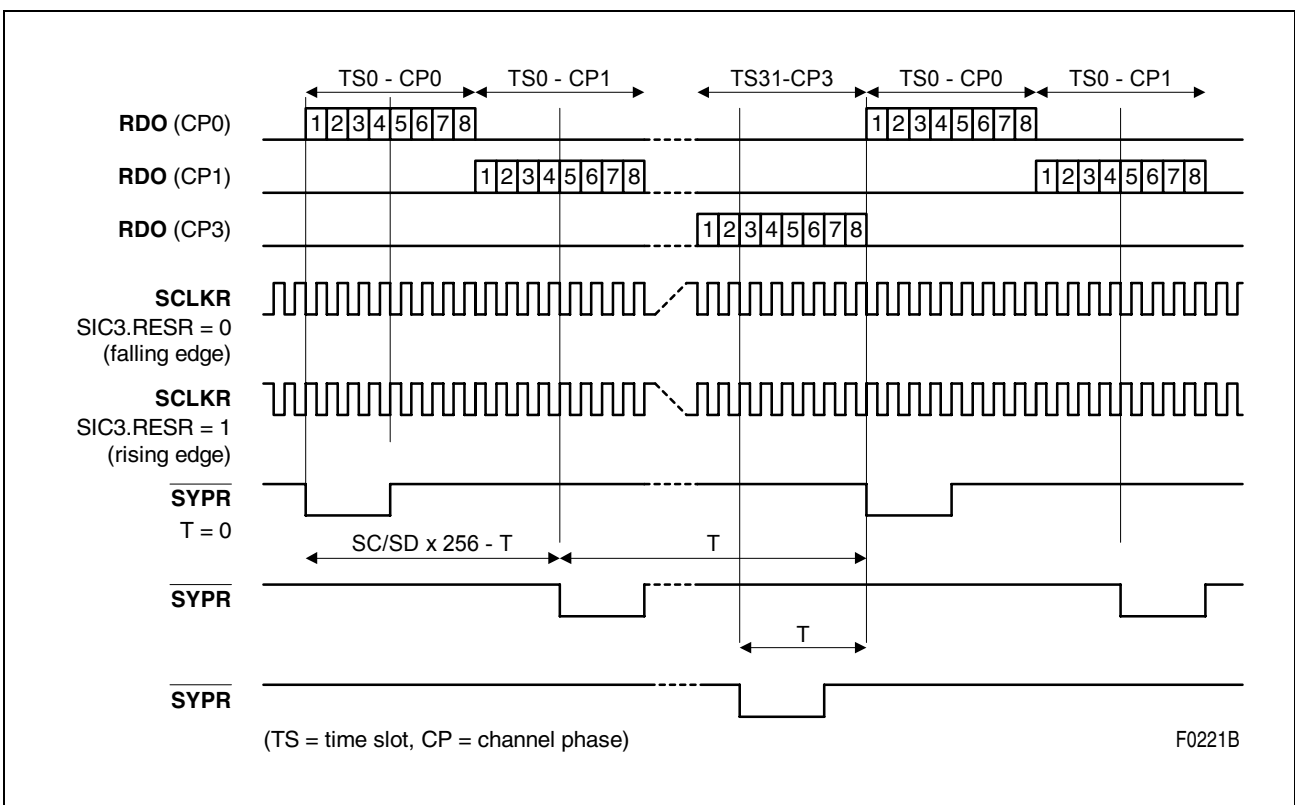 TS0 - CP0 TS0 - CP1 TS31-CP3 TS0 - CP0 TS0 - CP1
RDO (CP0) 1 2 3 4 5 6 7 8 1 2 3 4 5 6 7 8
RDO (CP1) 1 2 3 4 5 6 7 8 1 2 3 4 5 6 7 8
RDO (CP3) 1 2 3 4 5 6 7 8
SCLKR
SIC3.RESR = 0
(falling edge)
SCLKR
SIC3.RESR = 1
(rising edge)
SYPR
T = 0
SC/SD x 256 - T T
SYPR
T
SYPR
(TS = time slot, CP = channel phase) F0221B